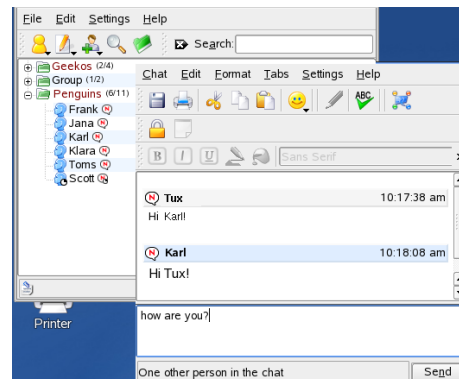 File Edit Settings Help
Search:
Geekos (2/4)
Group (1/2)
Penguins (6/11)
Frank
Jana
Karl
Klara
Toms
Scott
Chat Edit Format Tabs Settings Help
ABC
B I U Sans Serif
Tux 10:17:38 am
Hi Karl!
Karl 10:18:08 am
Hi Tux!
how are you?
One other person in the chat Send
Printer